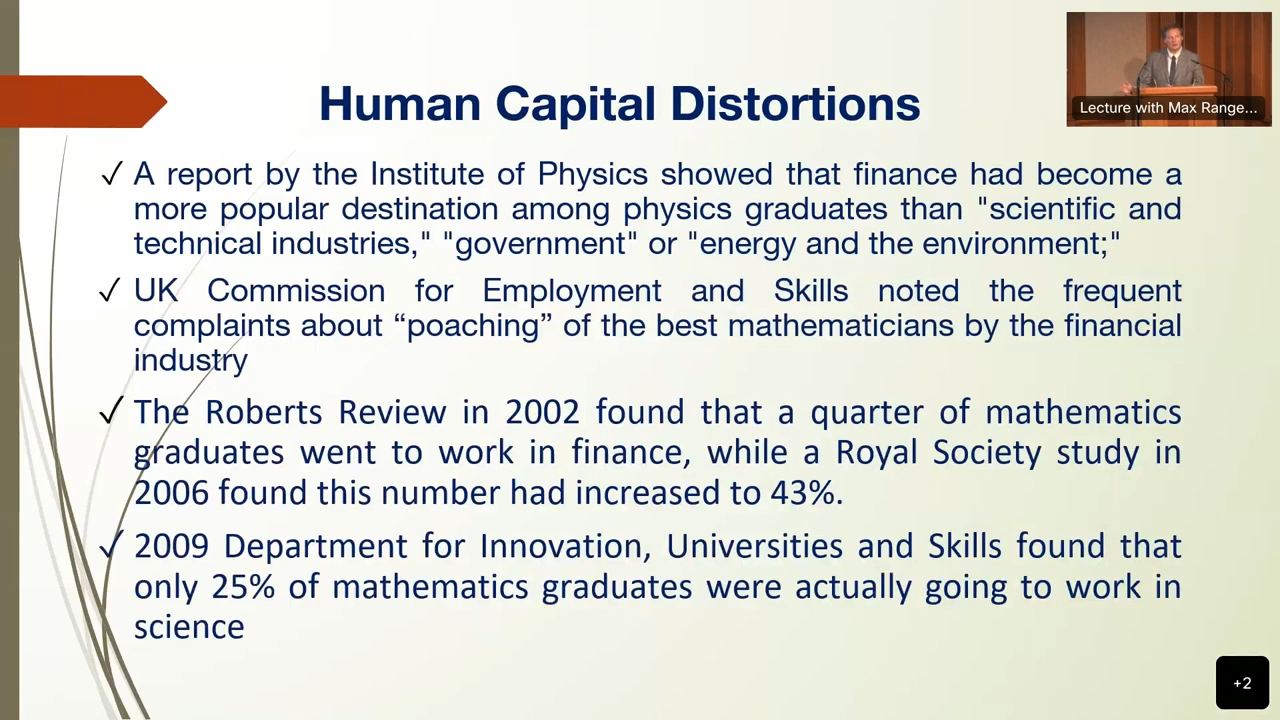 Human Capital Distortions
Lecture with Max Range...
✓ A report by the Institute of Physics showed that finance had become a
more popular destination among physics graduates than "scientific and
technical industries," "government" or "energy and the environment;"
✓ UK Commission for Employment and Skills noted the frequent
complaints about “poaching” of the best mathematicians by the financial
industry
✓ The Roberts Review in 2002 found that a quarter of mathematics
graduates went to work in finance, while a Royal Society study in
2006 found this number had increased to 43%.
✓ 2009 Department for Innovation, Universities and Skills found that
only 25% of mathematics graduates were actually going to work in
science
+2